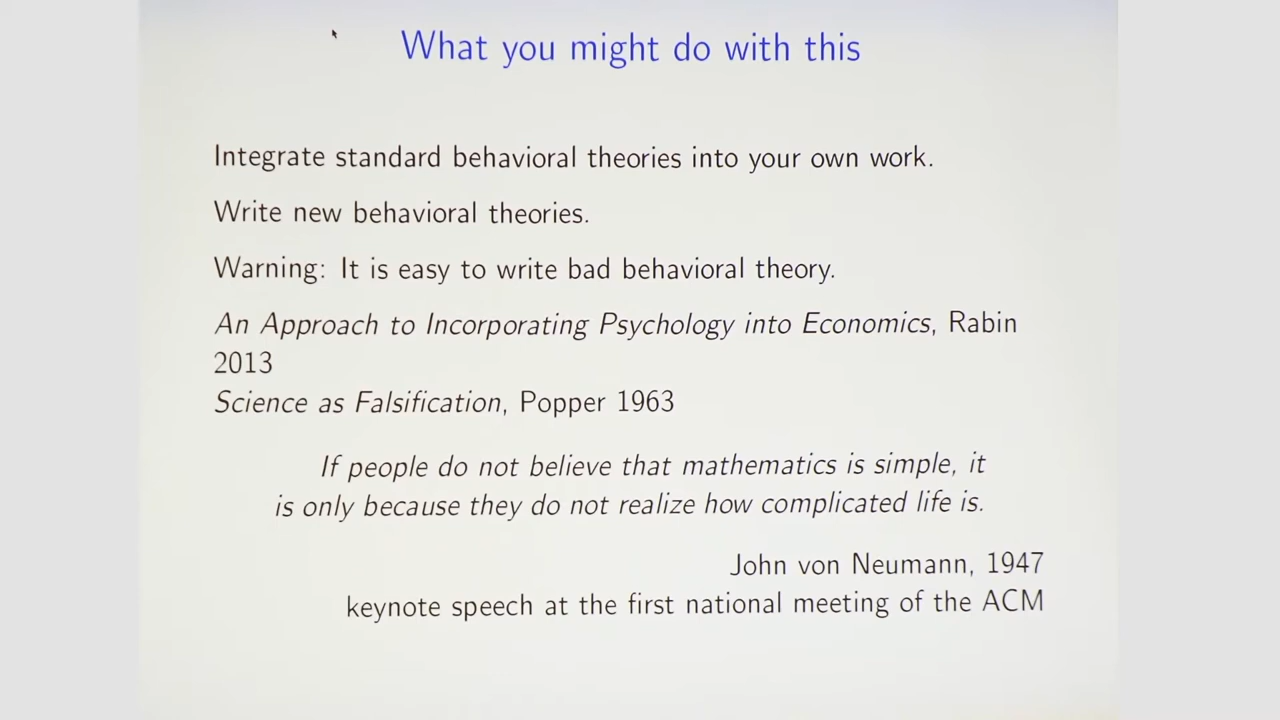 What you might do with this
Integrate standard behavioral theories into your own work.
Write new behavioral theories.
Warning: It is easy to write bad behavioral theory.
An Approach to Incorporating Psychology into Economics, Rabin
2013
Science as Falsification, Popper 1963
If people do not believe that mathematics is simple, it
is only because they do not realize how complicated life is.
John von Neumann, 1947
keynote speech at the first national meeting of the ACM